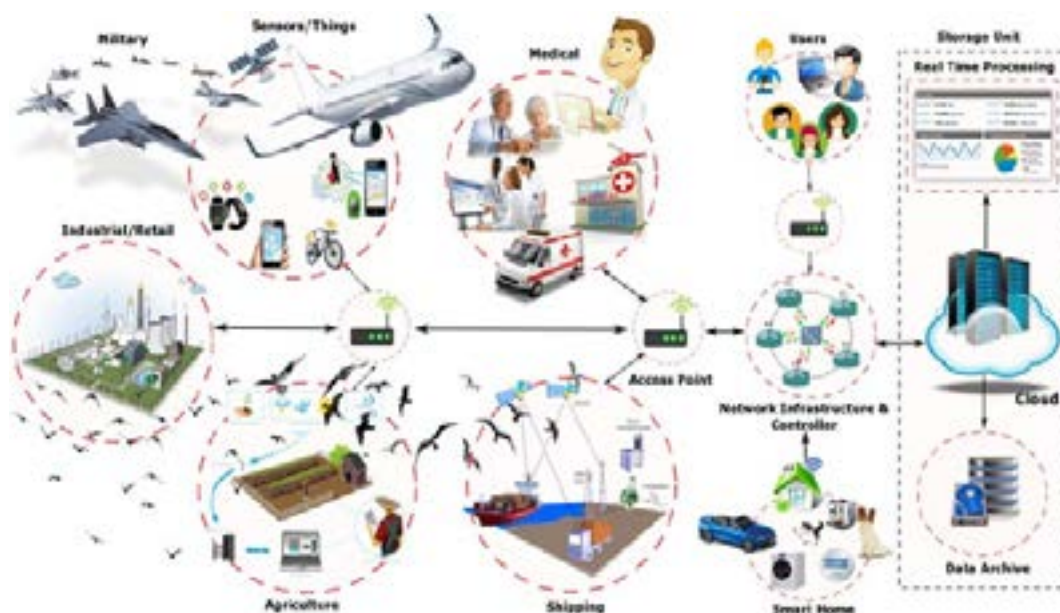 Sensors/Things
Military
Medical
Users
Storage Unit
Real Time Processing
Industrial/Retail
Access Point
Network Infrastructure &
Controller
Cloud
Agriculture
Shipping
Smart Home
Data Archive